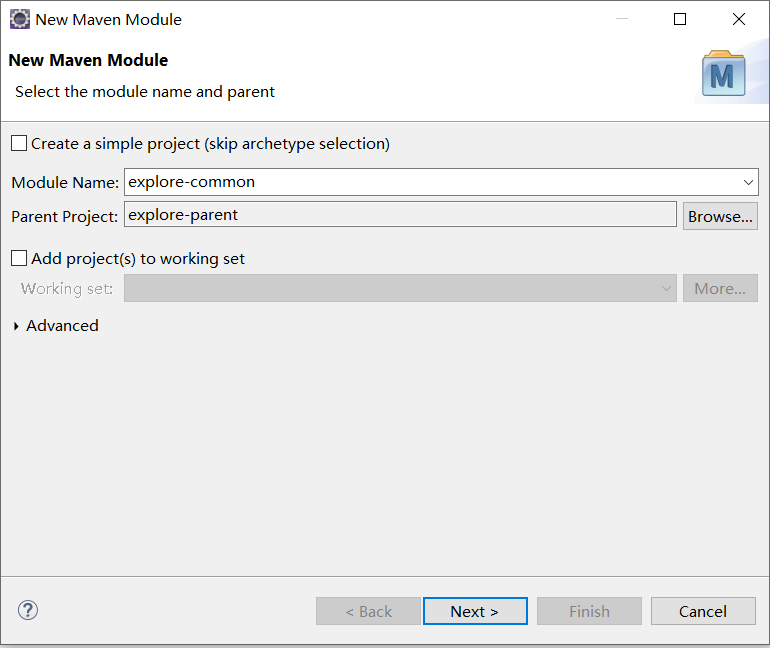 New Maven Module
New Maven Module
Select the module name and parent
M
Create a simple project (skip archetype selection)
Module Name: explore-common
Parent Project: explore-parent Browse...
Add project(s) to working set
Working set: More...
Advanced
? < Back Next > Finish Cancel